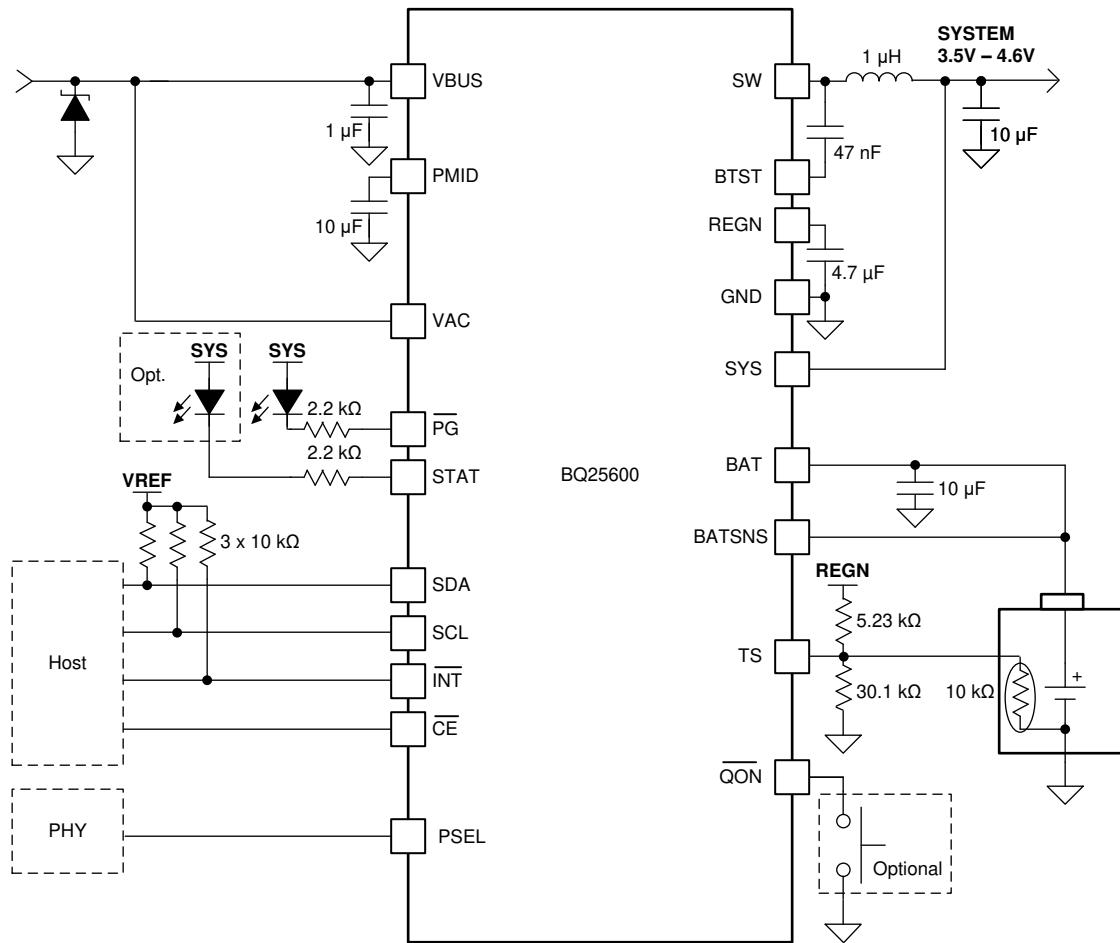 SYSTEM
3.5V – 4.6V
1 µH
VBUS
SW
1 µF
10 µF
47 nF
PMID
BTST
10 µF
REGN
4.7 µF
GND
VAC
SYS
SYS
Opt.
SYS
2.2 kΩ
PG
2.2 kΩ
STAT
BQ25600
BAT
10 µF
VREF
3 x 10 kΩ
BATSNS
REGN
SDA
5.23 kΩ
Host
SCL
TS
INT
30.1 kΩ
10 kΩ
+
CE
QON
PHY
PSEL
Optional